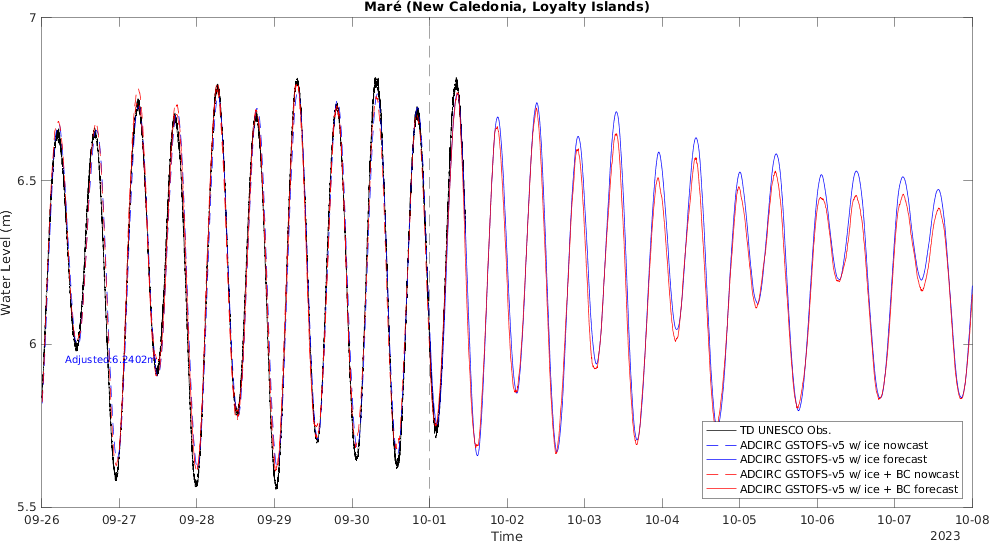 Maré (New Caledonia, Loyalty Islands)
7
6.5
6
5.5
Water Level (m)
Adjusted:6.2402m
TD UNESCO Obs.
ADCIRC GSTOFS-v5 w/ ice nowcast
ADCIRC GSTOFS-v5 w/ ice forecast
ADCIRC GSTOFS-v5 w/ ice + BC nowcast
ADCIRC GSTOFS-v5 w/ ice + BC forecast
09-26 09-27 09-28 09-29 09-30 10-01 10-02 10-03 10-04 10-05 10-06 10-07 10-08
Time
2023